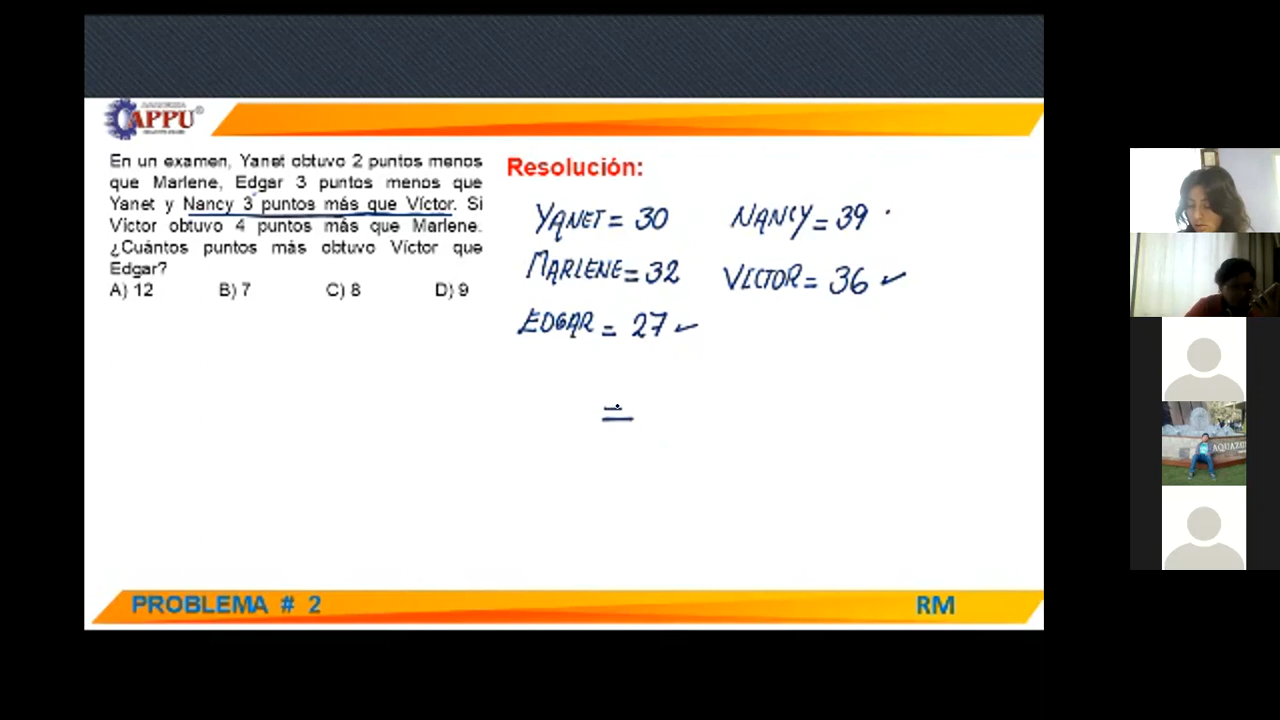 APPU®
En un examen, Yanet obtuvo 2 puntos menos
que Marlene, Edgar 3 puntos menos que
Yanet y Nancy 3 puntos más que Víctor. Si
Víctor obtuvo 4 puntos más que Marlene.
¿Cuántos puntos más obtuvo Víctor que
Edgar?
A) 12 B) 7 C) 8 D) 9
Resolución:
YANET = 30 NANCY = 39
MARLENE = 32 VICTOR = 36 ✓
EDGAR = 27 ✓
=
PROBLEMA # 2 RM